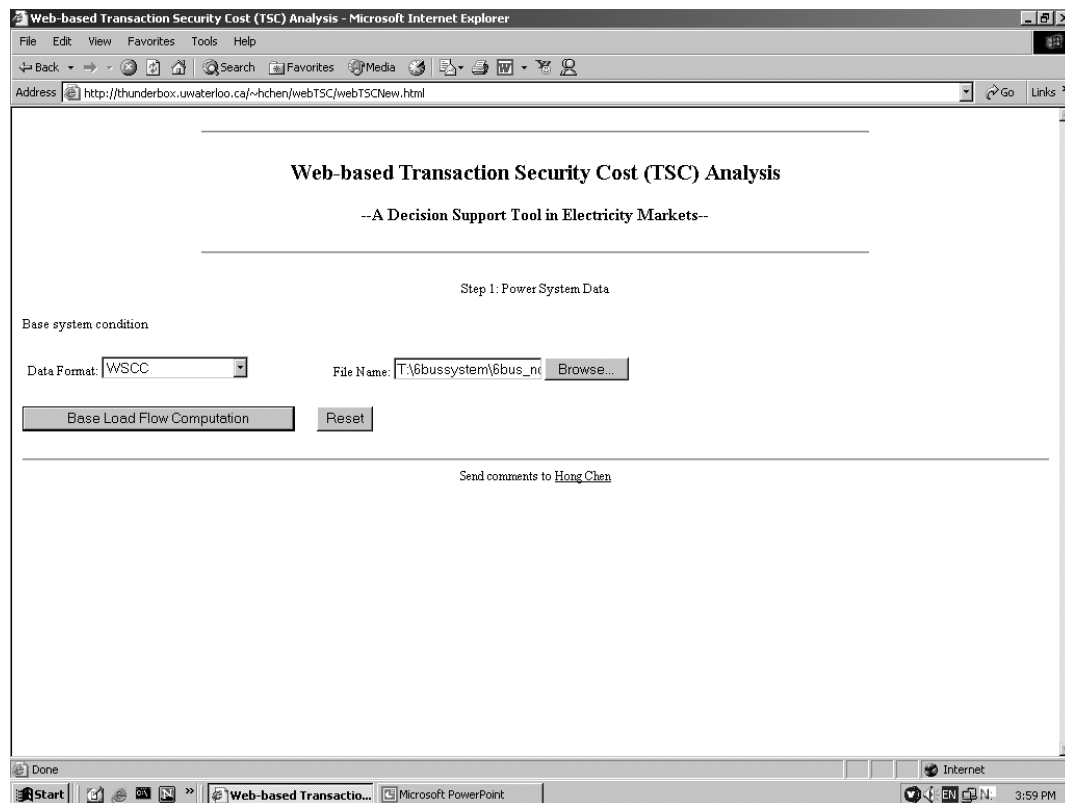 Web-based Transaction Security Cost (TSC) Analysis - Microsoft Internet Explorer
File Edit View Favorites Tools Help
Back Search Favorites Media
Address http://thunderbox.uwaterloo.ca/~hchen/webTSC/webTSCNew.html Go Links
Web-based Transaction Security Cost (TSC) Analysis
--A Decision Support Tool in Electricity Markets--
Step 1: Power System Data
Base system condition
Data Format: WSCC File Name: T:\6bussystem\6bus_no Browse...
Base Load Flow Computation Reset
Send comments to Hong Chen
Done Internet
Start » Web-based Transactio... Microsoft PowerPoint EN N: 3:59 PM